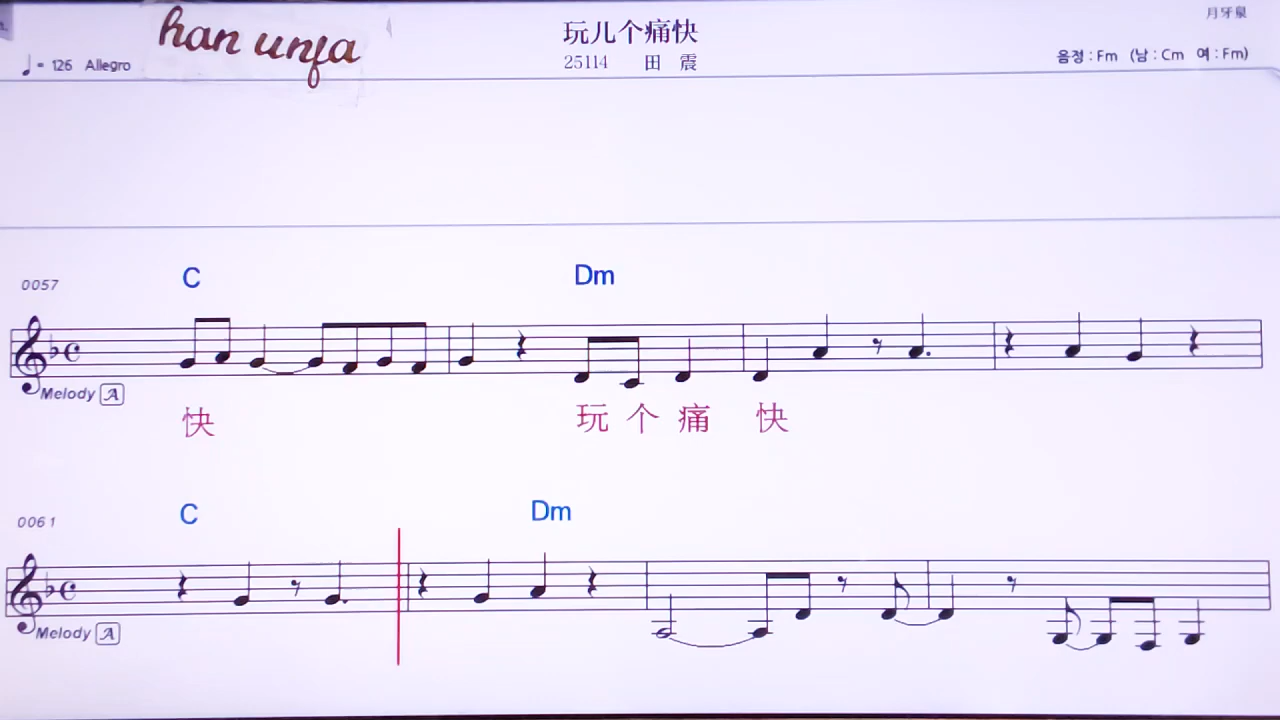 han unfa
玩儿个痛快
月牙泉
= 126 Allegro
25114 田 震
음정 : Fm (남 : Cm 여 : Fm)
0057
C Dm
Melody A
快 玩 个 痛 快
0061
C Dm
Melody A